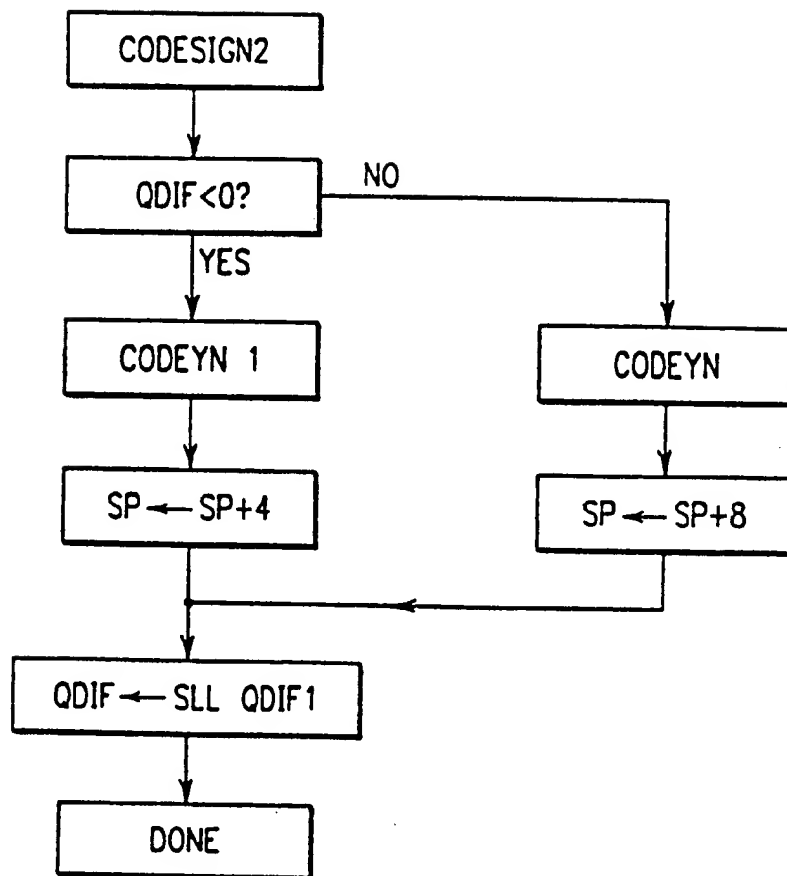 CODESIGN2
QDIF<0?
NO
YES
CODEYN 1
CODEYN
SP ← SP+4
SP ← SP+8
QDIF ← SLL QDIF1
DONE